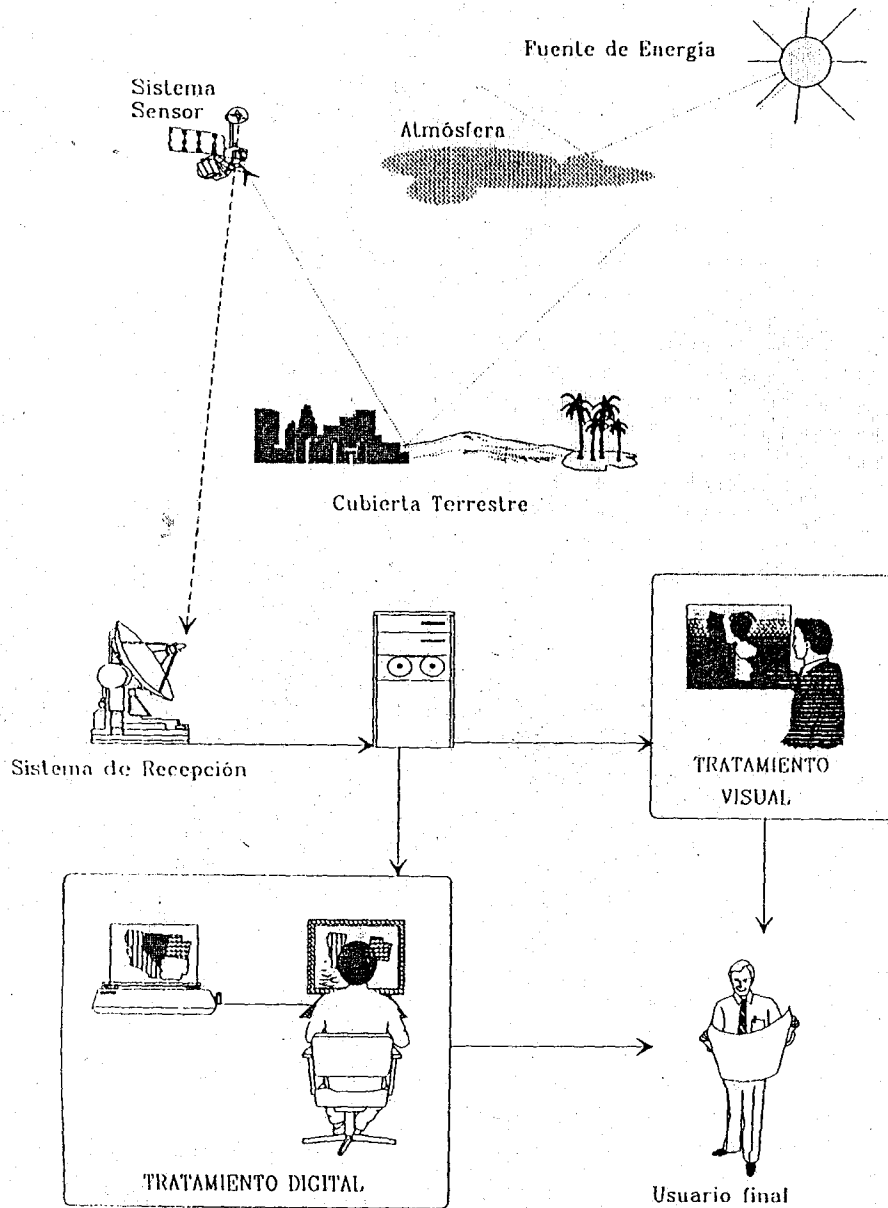 Fuente de Energía
Sistema
Sensor
Atmósfera
Cubierta Terrestre
Sistema de Recepción
TRATAMIENTO
VISUAL
TRATAMIENTO DIGITAL
Usuario final